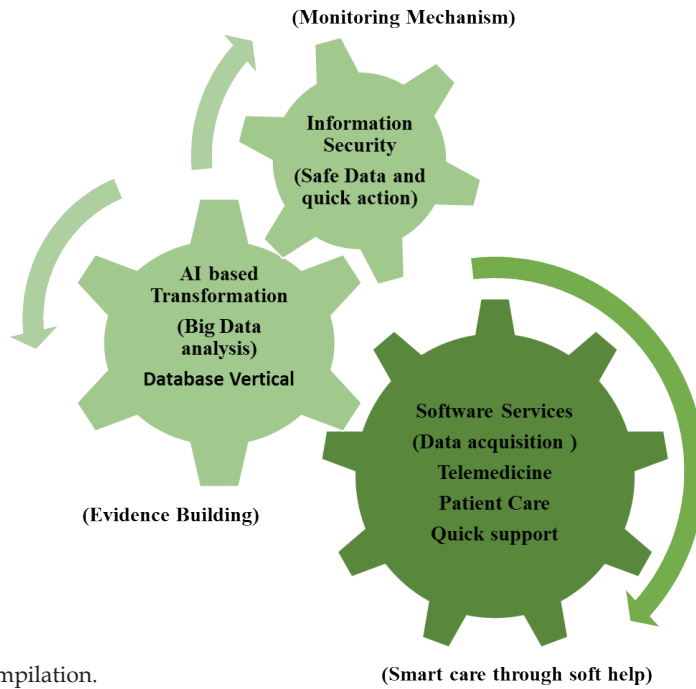 (Monitoring Mechanism)
Information
Security
(Safe Data and
quick action)
AI based
Transformation
(Big Data
analysis)
Database Vertical
Software Services
(Data acquisition )
Telemedicine
Patient Care
Quick support
(Evidence Building)
mpilation.
(Smart care through soft help)